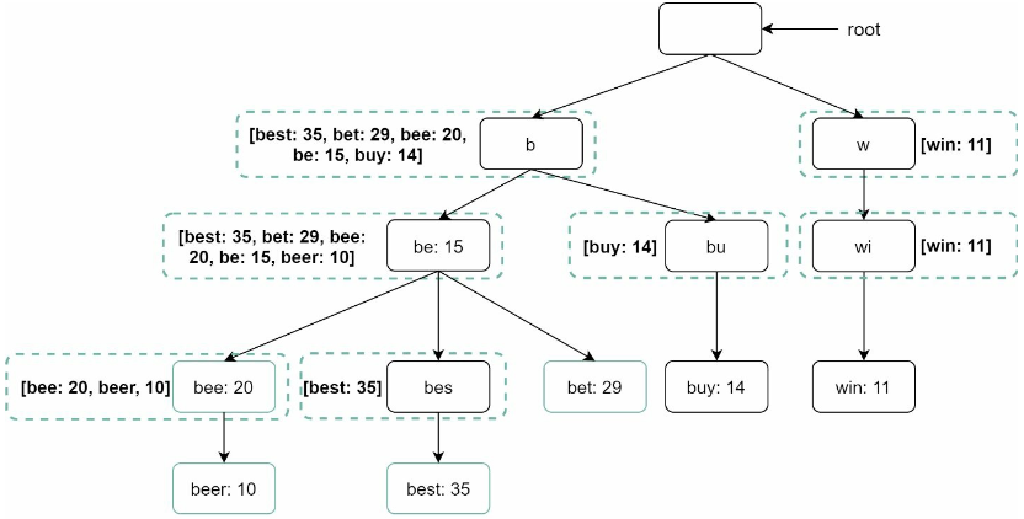 root
[best: 35, bet: 29, bee: 20,
be: 15, buy: 14]
b
w
[win: 11]
[best: 35, bet: 29, bee:
20, be: 15, beer: 10]
be: 15
[buy: 14]
bu
wi
[win: 11]
[bee: 20, beer, 10]
bee: 20
[best: 35]
bes
bet: 29
buy: 14
win: 11
beer: 10
best: 35